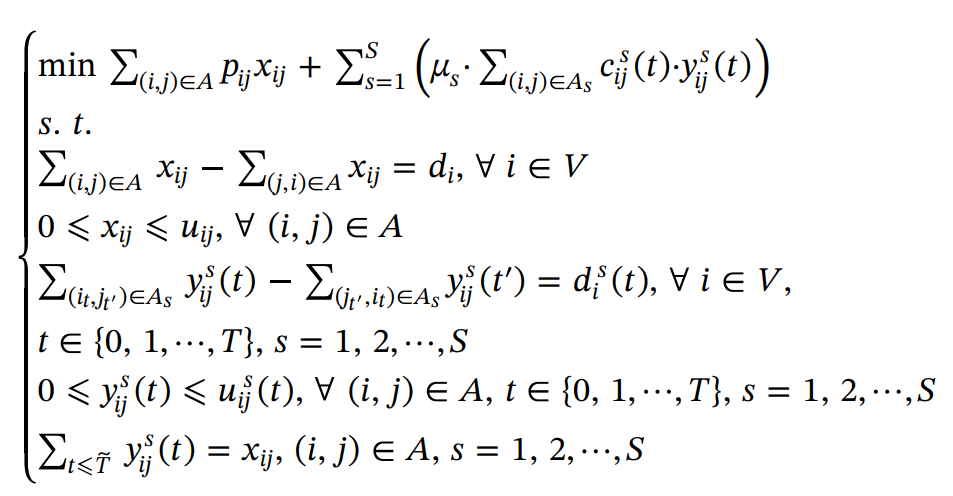 min ∑_{(i,j)∈A} p_{ij}x_{ij} + ∑_{s=1}^{S} (μ_s· ∑_{(i,j)∈A_s} c_{ij}^{s}(t)·y_{ij}^{s}(t))
s. t.
∑_{(i,j)∈A} x_{ij} − ∑_{(j,i)∈A} x_{ij} = d_i, ∀ i ∈ V
0 ⩽ x_{ij} ⩽ u_{ij}, ∀ (i, j) ∈ A
∑_{(i_t,j_{t′})∈A_s} y_{ij}^{s}(t) − ∑_{(j_{t′},i_t)∈A_s} y_{ij}^{s}(t′) = d_i^{s}(t), ∀ i ∈ V,
t ∈ {0, 1,⋯,T}, s = 1, 2,⋯,S
0 ⩽ y_{ij}^{s}(t) ⩽ u_{ij}^{s}(t), ∀ (i, j) ∈ A, t ∈ {0, 1,⋯,T}, s = 1, 2,⋯,S
∑_{t⩽T̃} y_{ij}^{s}(t) = x_{ij}, (i, j) ∈ A, s = 1, 2,⋯,S